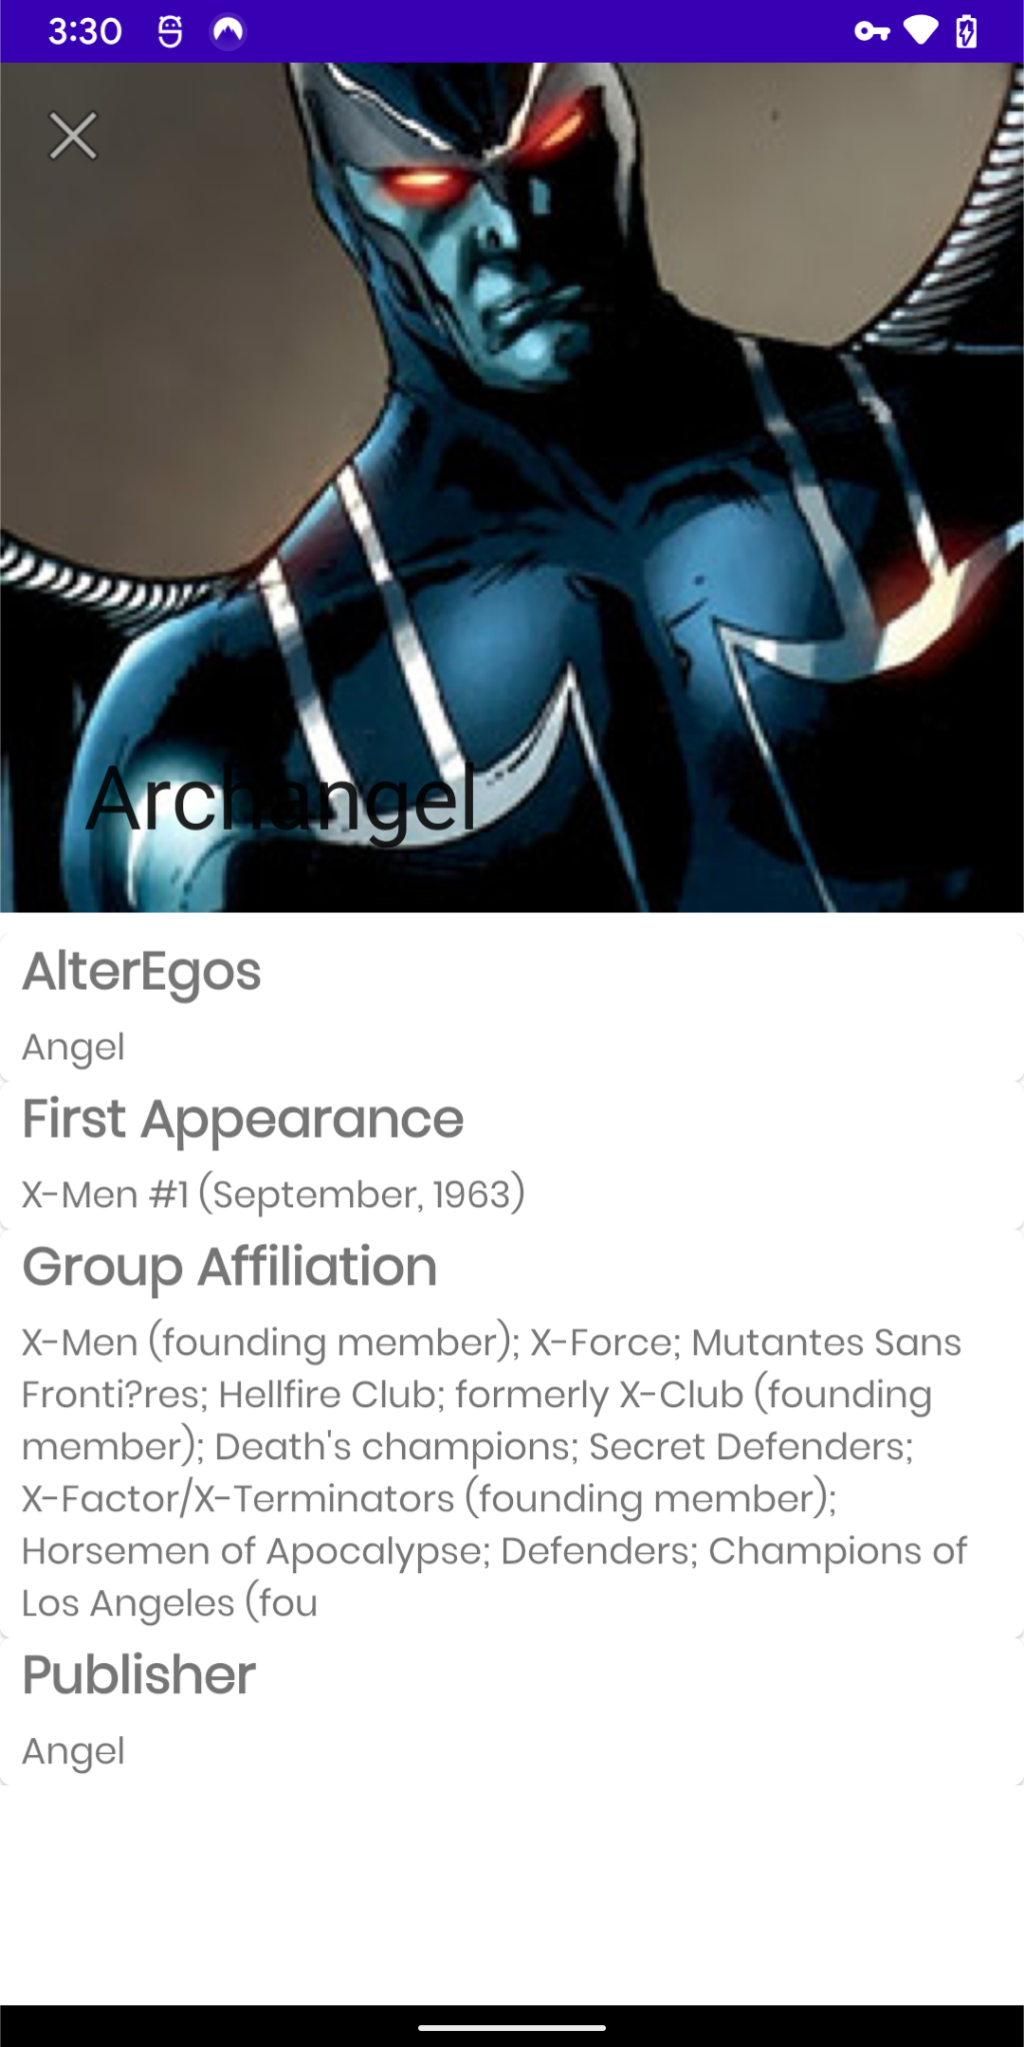 3:30
Archangel
AlterEgos
Angel
First Appearance
X-Men #1 (September, 1963)
Group Affiliation
X-Men (founding member); X-Force; Mutantes Sans
Fronti?res; Hellfire Club; formerly X-Club (founding
member); Death's champions; Secret Defenders;
X-Factor/X-Terminators (founding member);
Horsemen of Apocalypse; Defenders; Champions of
Los Angeles (fou
Publisher
Angel